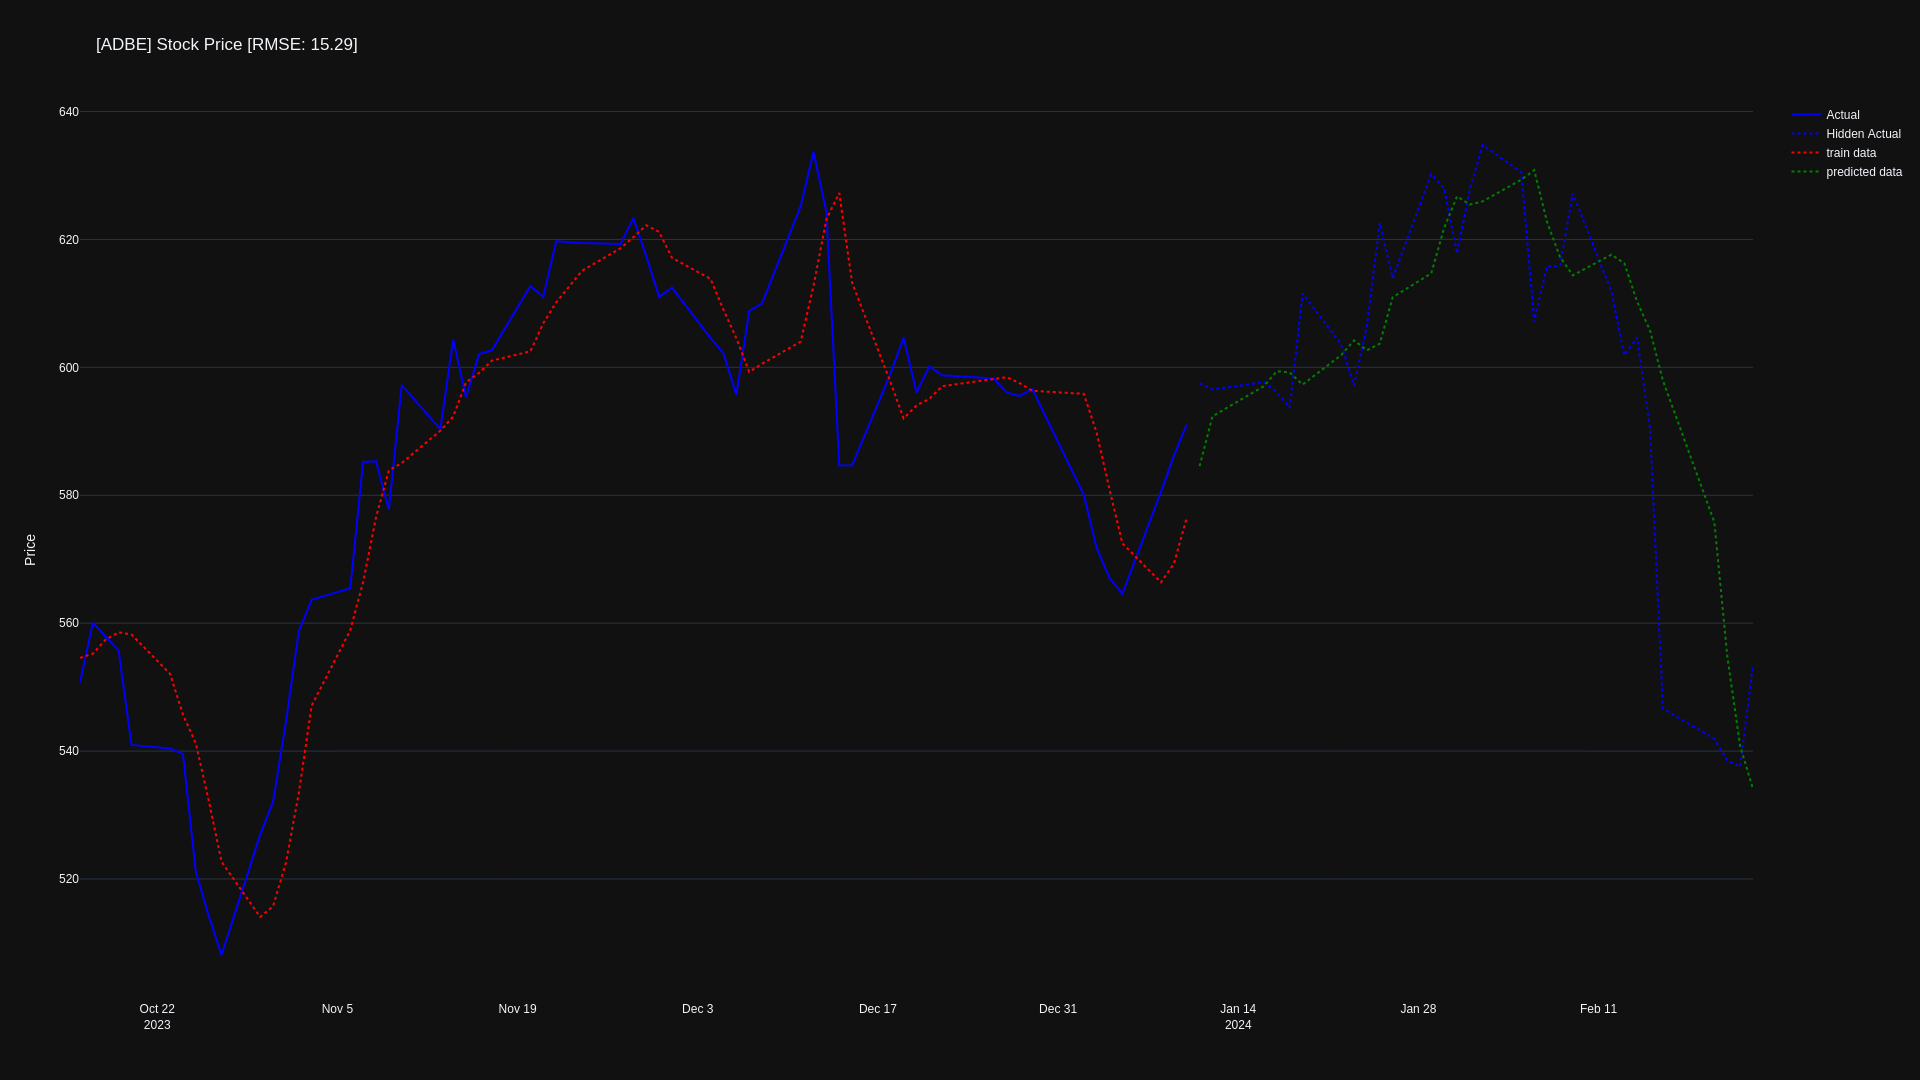 [ADBE] Stock Price [RMSE: 15.29]
640
620
600
580
560
540
520
Price
Oct 22
2023
Nov 5
Nov 19
Dec 3
Dec 17
Dec 31
Jan 14
2024
Jan 28
Feb 11
Actual
Hidden Actual
train data
predicted data